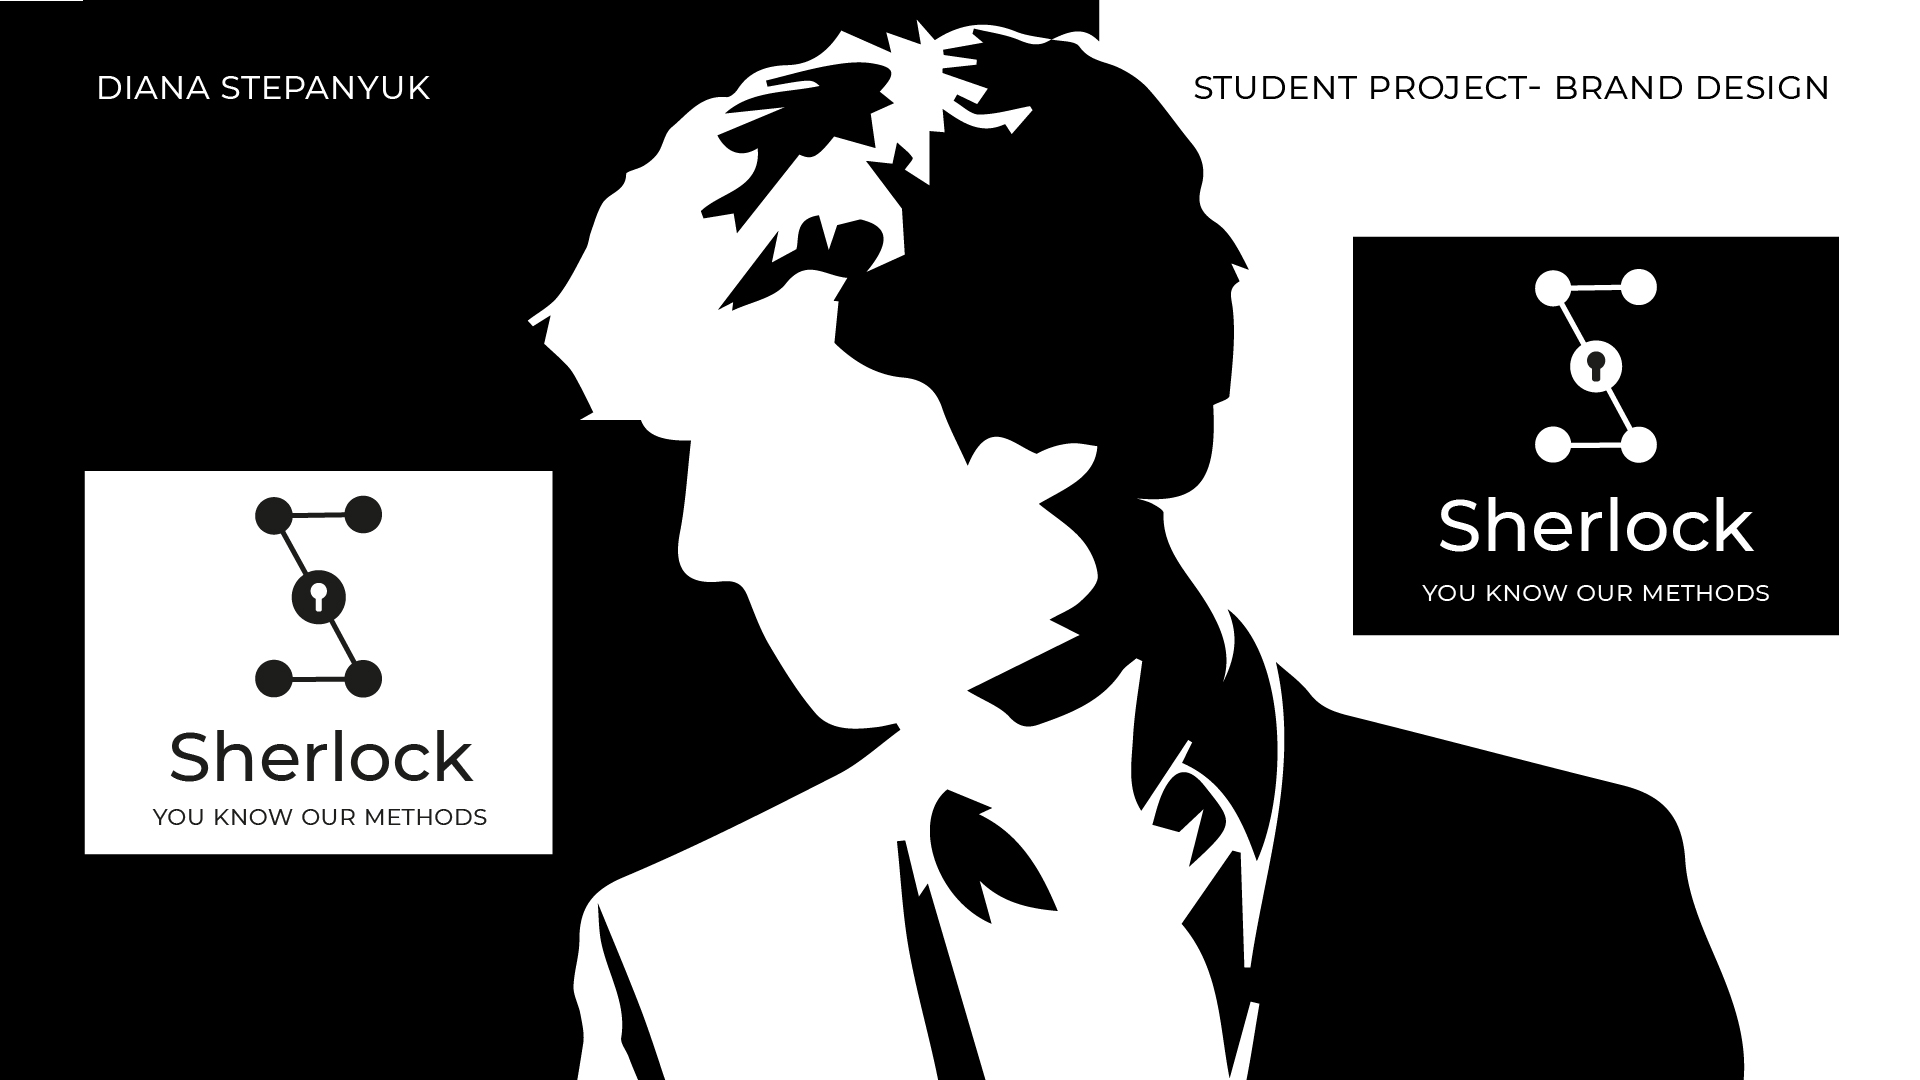 DIANA STEPANYUK
STUDENT PROJECT- BRAND DESIGN
Sherlock
YOU KNOW OUR METHODS
Sherlock
YOU KNOW OUR METHODS